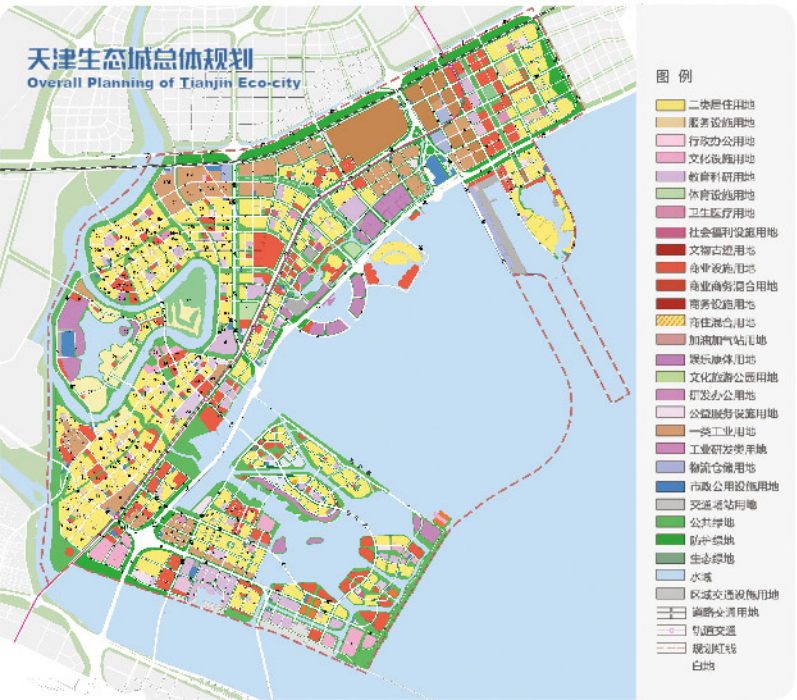 天津生态城总体规划
Overall Planning of Tianjin Eco-city
图 例
二类居住用地
服务设施用地
行政办公用地
文化设施用地
教育科研用地
体育设施用地
卫生医疗用地
社会福利设施用地
文物古迹用地
商业设施用地
商业商务混合用地
商务设施用地
商住混合用地
加油加气站用地
娱乐康体用地
文化旅游公园用地
研发办公用地
公益服务设施用地
一类工业用地
工业研发类用地
物流仓储用地
市政公用设施用地
交通场站用地
公共绿地
防护绿地
生态绿地
水域
区域交通设施用地
道路交通用地
轨道交通
规划红线
白地